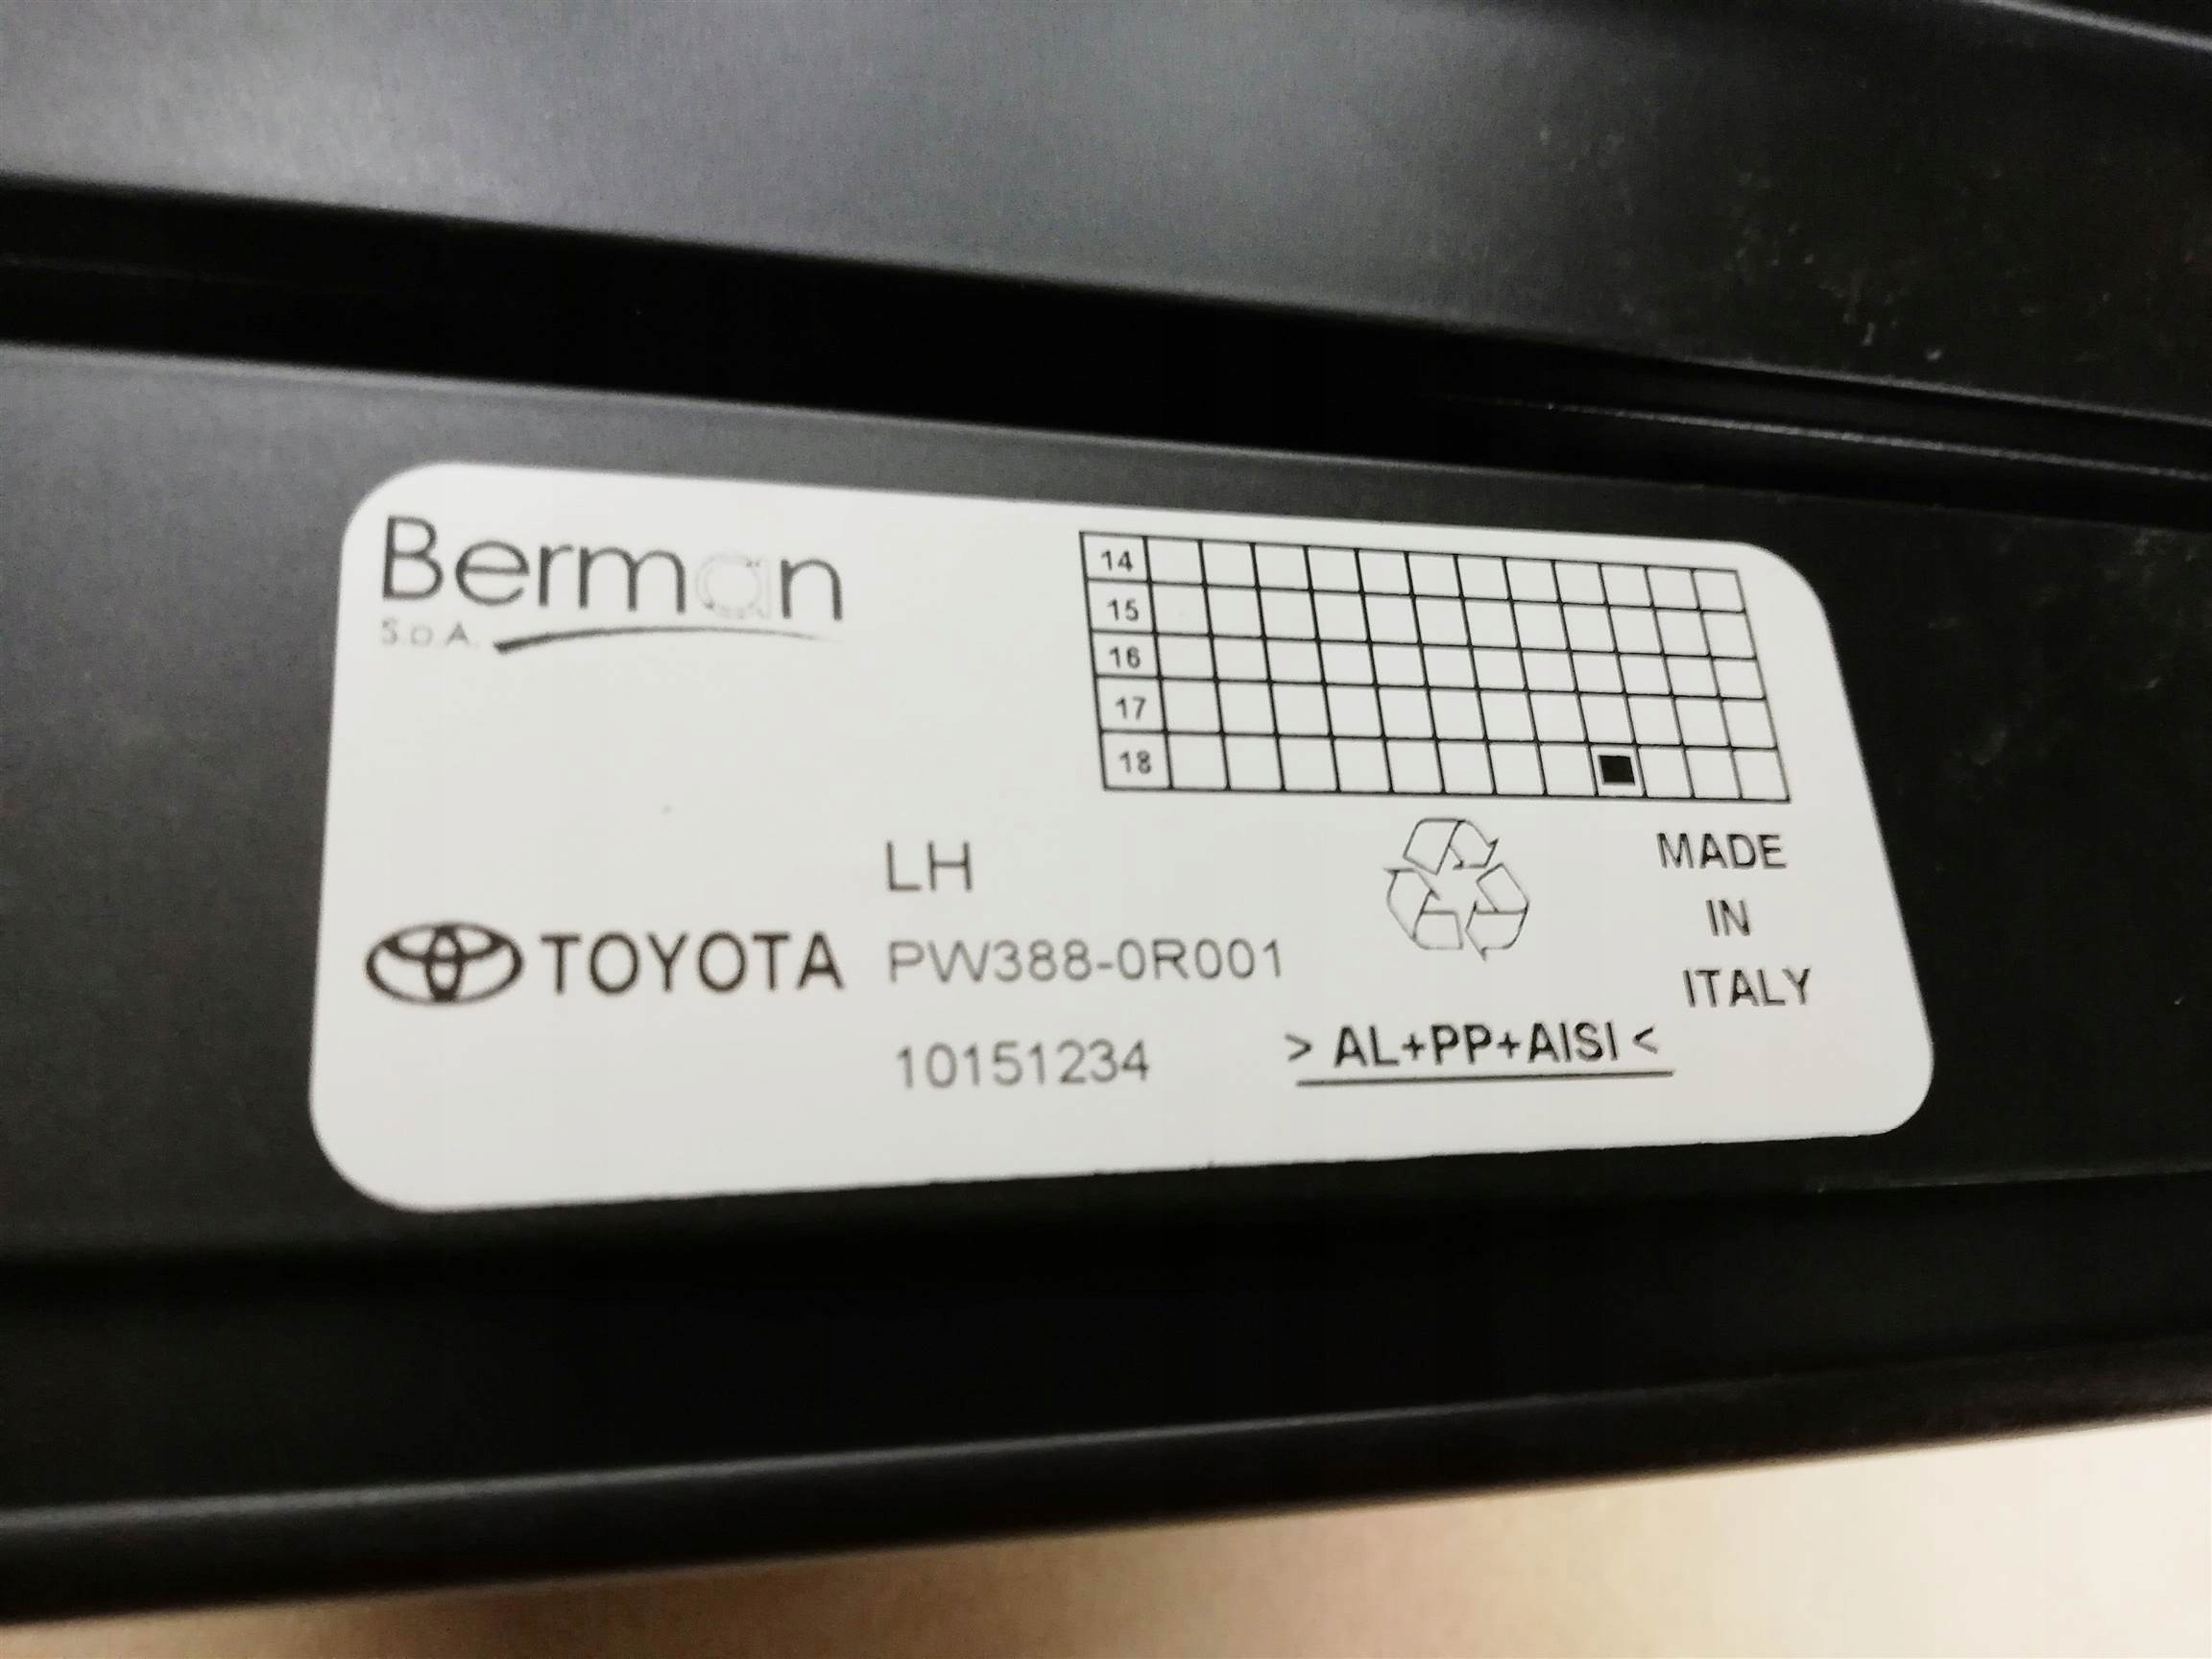 Berman
S.p.A.
14
15
16
17
18
LH
TOYOTA PW388-0R001
10151234
> AL+PP+AISI <
MADE
IN
ITALY